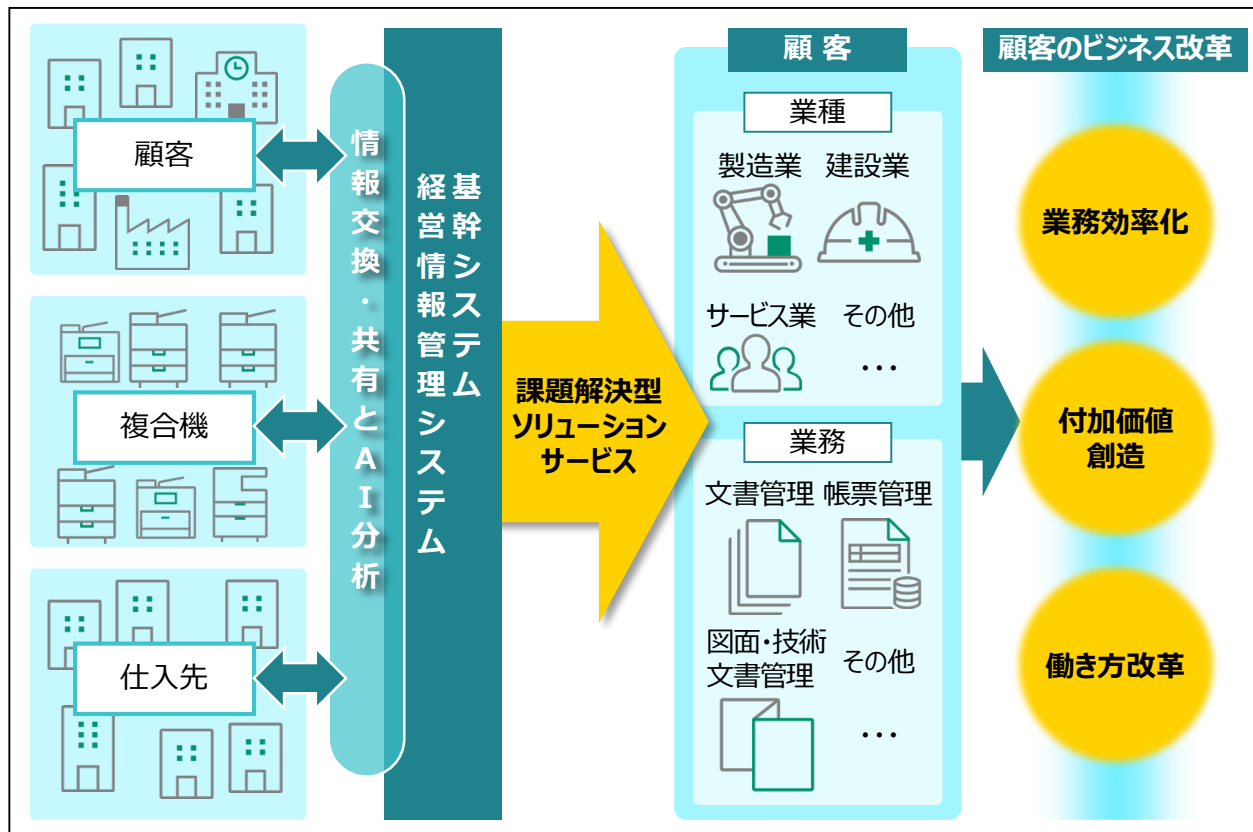 顧客
複合機
仕入先
情報交換・共有とAI分析
基幹システム
経営情報管理システム
課題解決型
ソリューション
サービス
顧 客
業種
製造業
建設業
サービス業
その他
・・・
業務
文書管理
帳票管理
図面・技術
文書管理
その他
・・・
顧客のビジネス改革
業務効率化
付加価値
創造
働き方改革